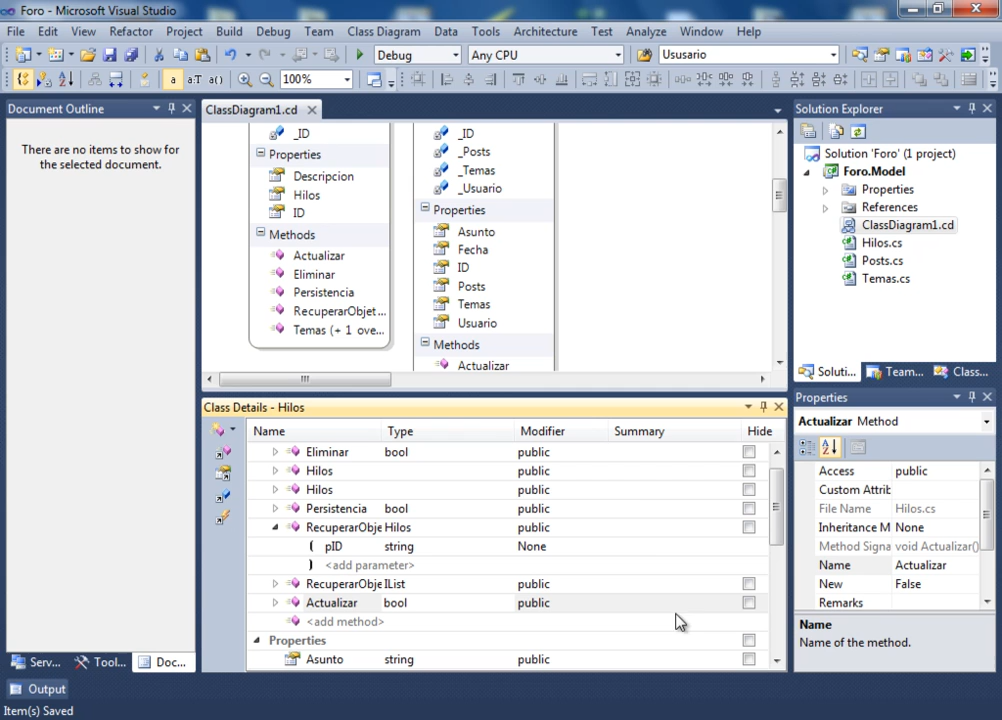 Foro - Microsoft Visual Studio
File Edit View Refactor Project Build Debug Team Class Diagram Data Tools Architecture Test Analyze Window Help
Debug Any CPU Ususario
100%
Document Outline
There are no items to show for
the selected document.
ClassDiagram1.cd
_ID
Properties
Descripcion
Hilos
ID
Methods
Actualizar
Eliminar
Persistencia
RecuperarObjet...
Temas (+ 1 ove...
_ID
_Posts
_Temas
_Usuario
Properties
Asunto
Fecha
ID
Posts
Temas
Usuario
Methods
Actualizar
Class Details - Hilos
Name Type Modifier Summary Hide
Eliminar bool public
Hilos public
Hilos public
Persistencia bool public
RecuperarObje Hilos public
( pID string None
) <add parameter>
RecuperarObje IList public
Actualizar bool public
<add method>
Properties
Asunto string public
Solution Explorer
Solution 'Foro' (1 project)
Foro.Model
Properties
References
ClassDiagram1.cd
Hilos.cs
Posts.cs
Temas.cs
Soluti... Team... Class...
Properties
Actualizar Method
Access public
Custom Attrib
File Name Hilos.cs
Inheritance M None
Method Signa void Actualizar()
Name Actualizar
New False
Remarks
Name
Name of the method.
Serv... Tool... Doc...
Output
Item(s) Saved